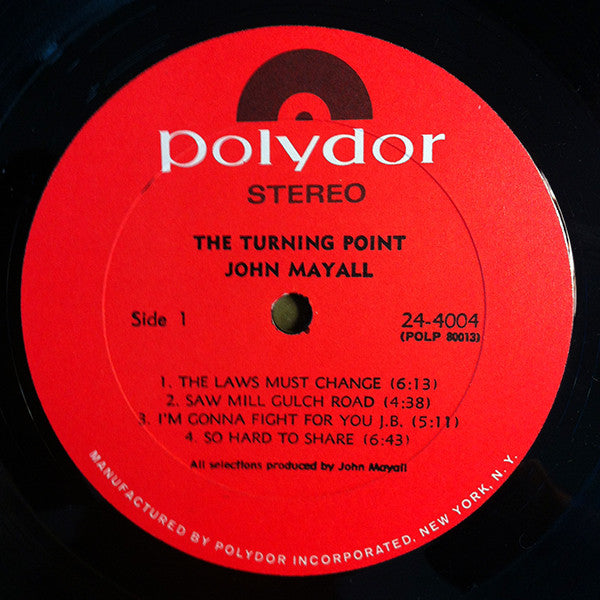 polydor
STEREO
THE TURNING POINT
JOHN MAYALL
Side 1
24-4004
(POLP 80013)
1. THE LAWS MUST CHANGE (6:13)
2. SAW MILL GULCH ROAD (4:38)
3. I'M GONNA FIGHT FOR YOU J.B. (5:11)
4. SO HARD TO SHARE (6:43)
All selections produced by John Mayall
MANUFACTURED BY POLYDOR INCORPORATED, NEW YORK, N.Y.